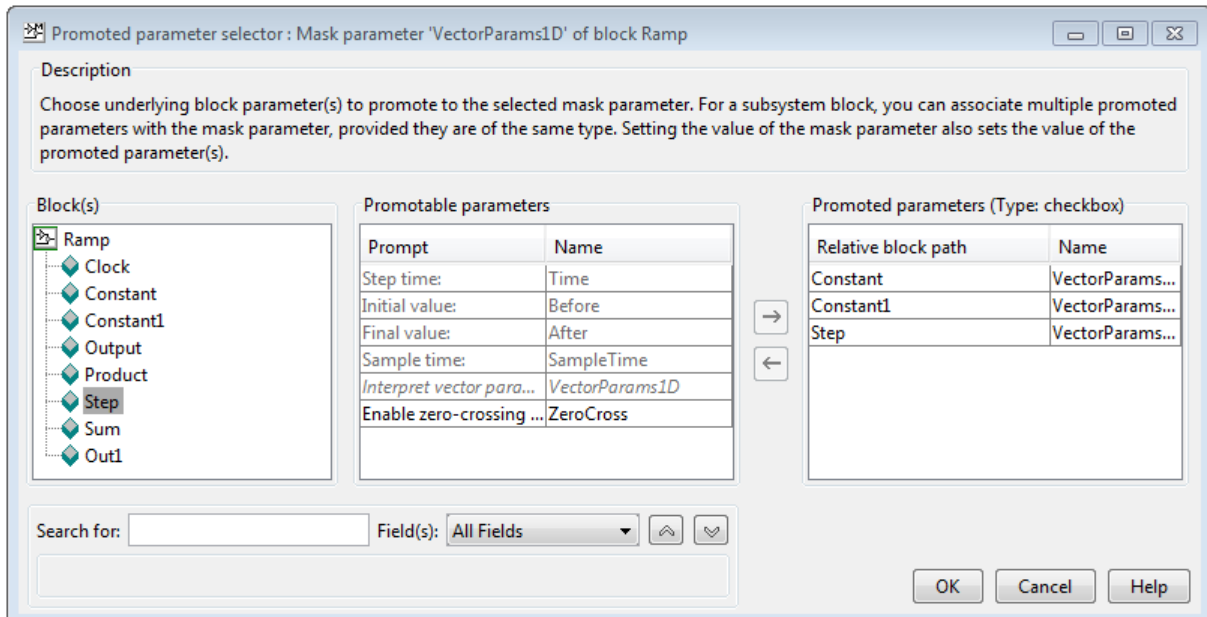 Promoted parameter selector : Mask parameter 'VectorParams1D' of block Ramp
Description
Choose underlying block parameter(s) to promote to the selected mask parameter. For a subsystem block, you can associate multiple promoted
parameters with the mask parameter, provided they are of the same type. Setting the value of the mask parameter also sets the value of the
promoted parameter(s).
Block(s)
Ramp
Clock
Constant
Constant1
Output
Product
Step
Sum
Out1
Promotable parameters
Prompt Name
Step time: Time
Initial value: Before
Final value: After
Sample time: SampleTime
Interpret vector para... VectorParams1D
Enable zero-crossing ... ZeroCross
Promoted parameters (Type: checkbox)
Relative block path Name
Constant VectorParams...
Constant1 VectorParams...
Step VectorParams...
Search for: Field(s): All Fields
OK Cancel Help